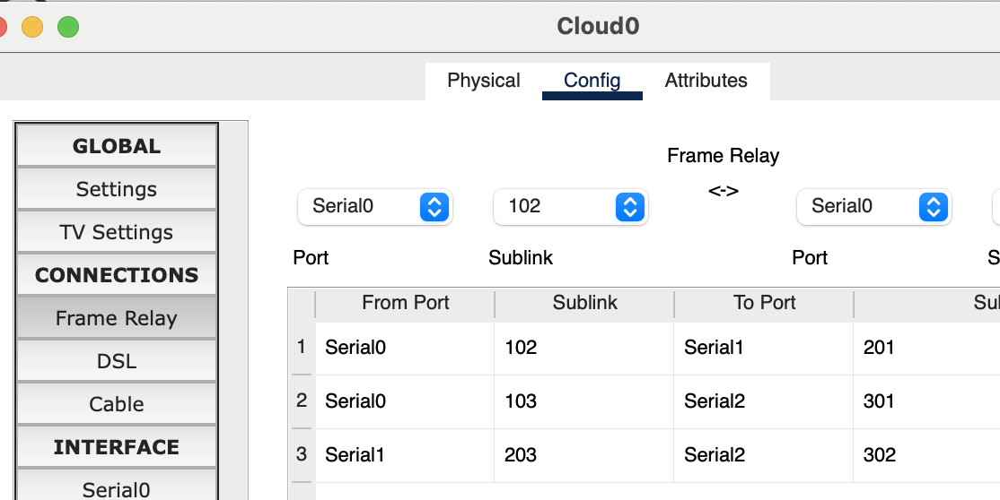 Cloud0
Physical Config Attributes
GLOBAL
Settings
TV Settings
CONNECTIONS
Frame Relay
DSL
Cable
INTERFACE
Serial0
Frame Relay
<->
Serial0 102 Serial0
Port Sublink Port S
From Port Sublink To Port Sul
1 Serial0 102 Serial1 201
2 Serial0 103 Serial2 301
3 Serial1 203 Serial2 302